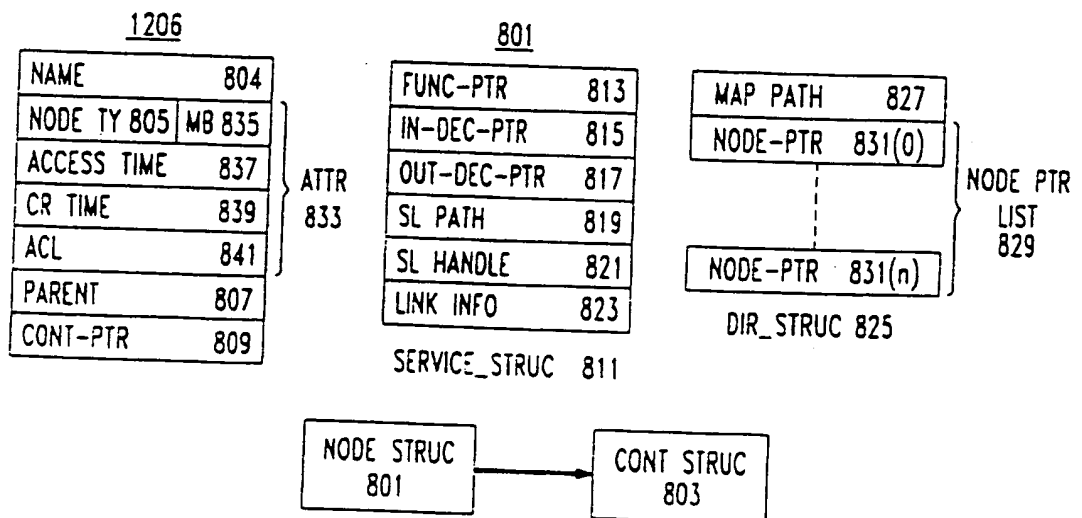 1206
NAME 804
NODE TY 805 MB 835
ACCESS TIME 837
CR TIME 839
ACL 841
PARENT 807
CONT-PTR 809
ATTR
833
801
FUNC-PTR 813
IN-DEC-PTR 815
OUT-DEC-PTR 817
SL PATH 819
SL HANDLE 821
LINK INFO 823
SERVICE_STRUC 811
MAP PATH 827
NODE-PTR 831(0)
NODE-PTR 831(n)
NODE PTR
LIST
829
DIR_STRUC 825
NODE STRUC
801
CONT STRUC
803